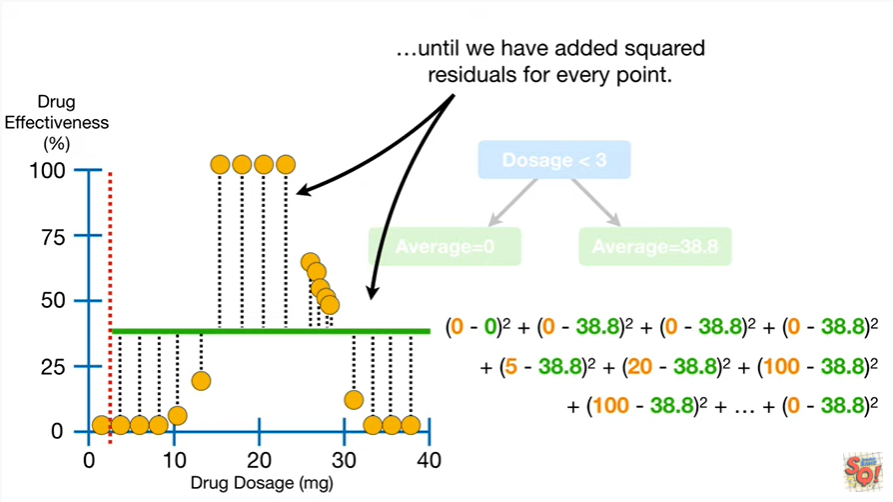 …until we have added squared
residuals for every point.
Drug
Effectiveness
(%)
100
75
50
25
0
0 10 20 30 40
Drug Dosage (mg)
Dosage < 3
Average=0 Average=38.8
(0 - 0)² + (0 - 38.8)² + (0 - 38.8)² + (0 - 38.8)²
+ (5 - 38.8)² + (20 - 38.8)² + (100 - 38.8)²
+ (100 - 38.8)² + … + (0 - 38.8)²
SQ!